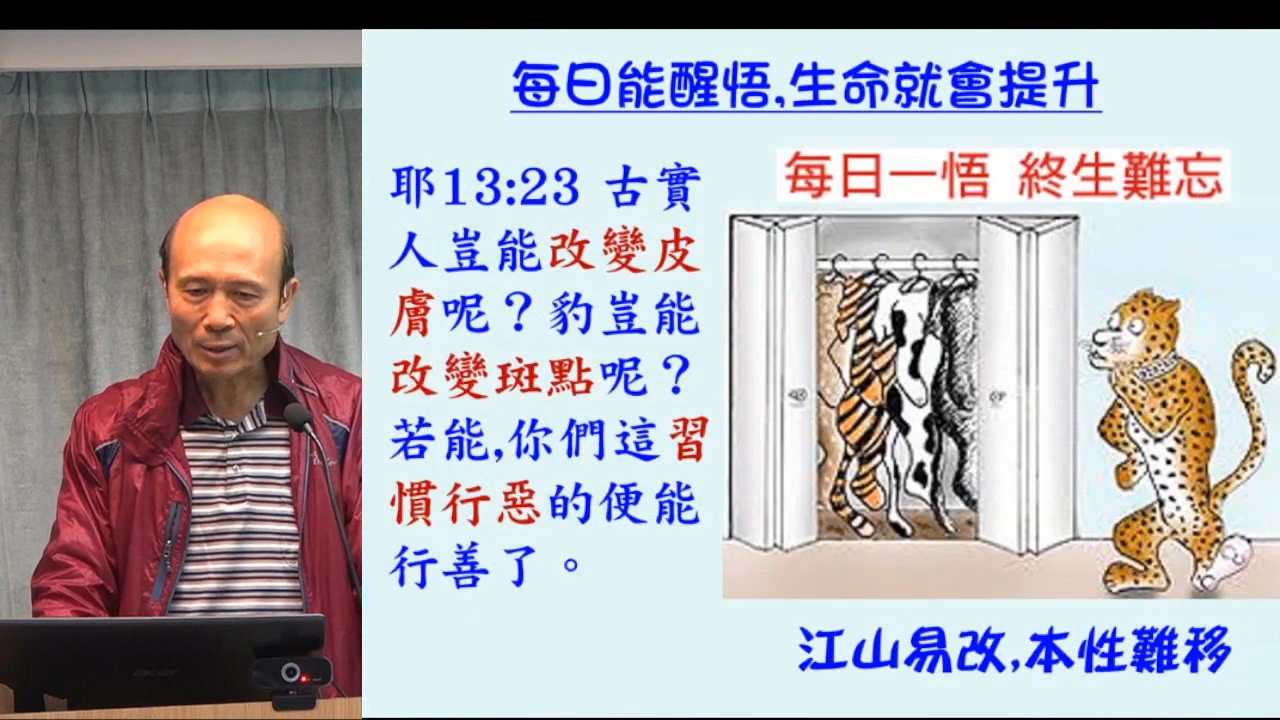 每日能醒悟,生命就會提升
耶13:23 古實
人豈能改變皮
膚呢？豹豈能
改變斑點呢？
若能,你們這習
慣行惡的便能
行善了。
每日一悟 終生難忘
江山易改,本性難移
acer